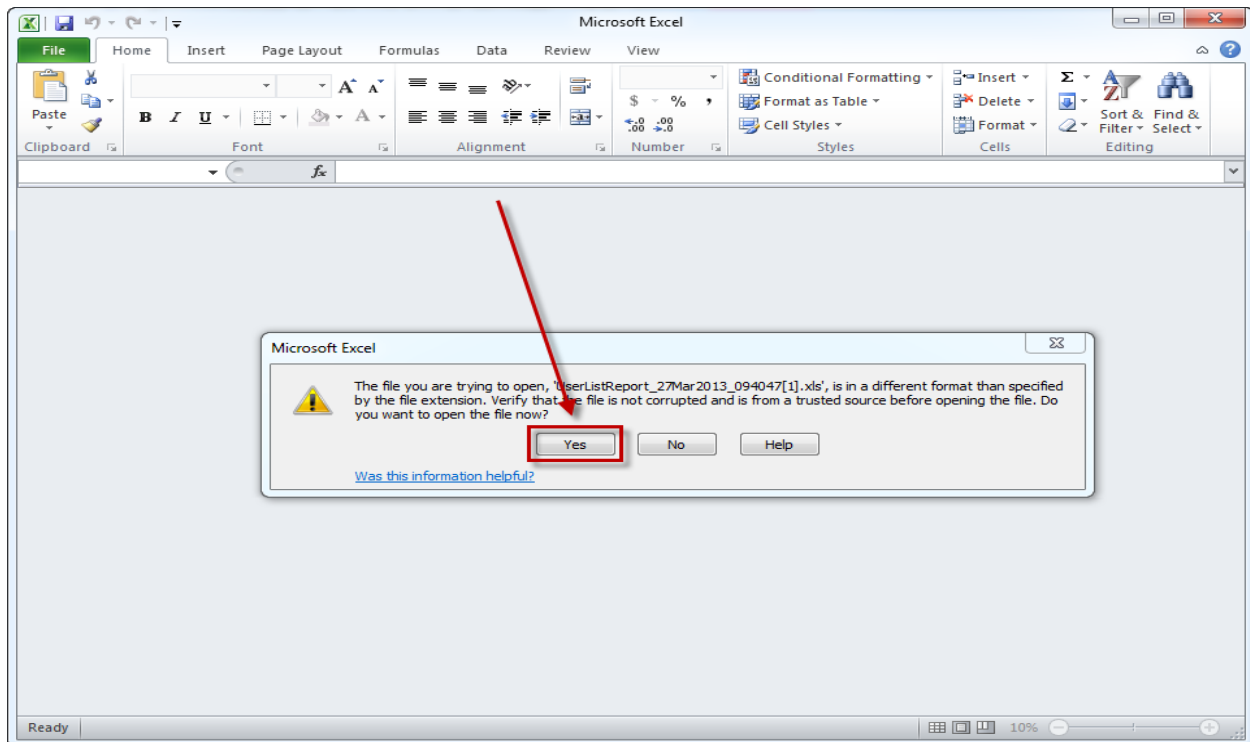 Microsoft Excel
File Home Insert Page Layout Formulas Data Review View
Conditional Formatting Insert Σ
Paste B I U A $ % , Format as Table Delete Sort & Find &
Cell Styles Format Filter Select
Clipboard Font Alignment Number Styles Cells Editing
fx
Microsoft Excel
The file you are trying to open, 'UserListReport_27Mar2013_094047[1].xls', is in a different format than specified
by the file extension. Verify that the file is not corrupted and is from a trusted source before opening the file. Do
you want to open the file now?
Yes No Help
Was this information helpful?
Ready 10%